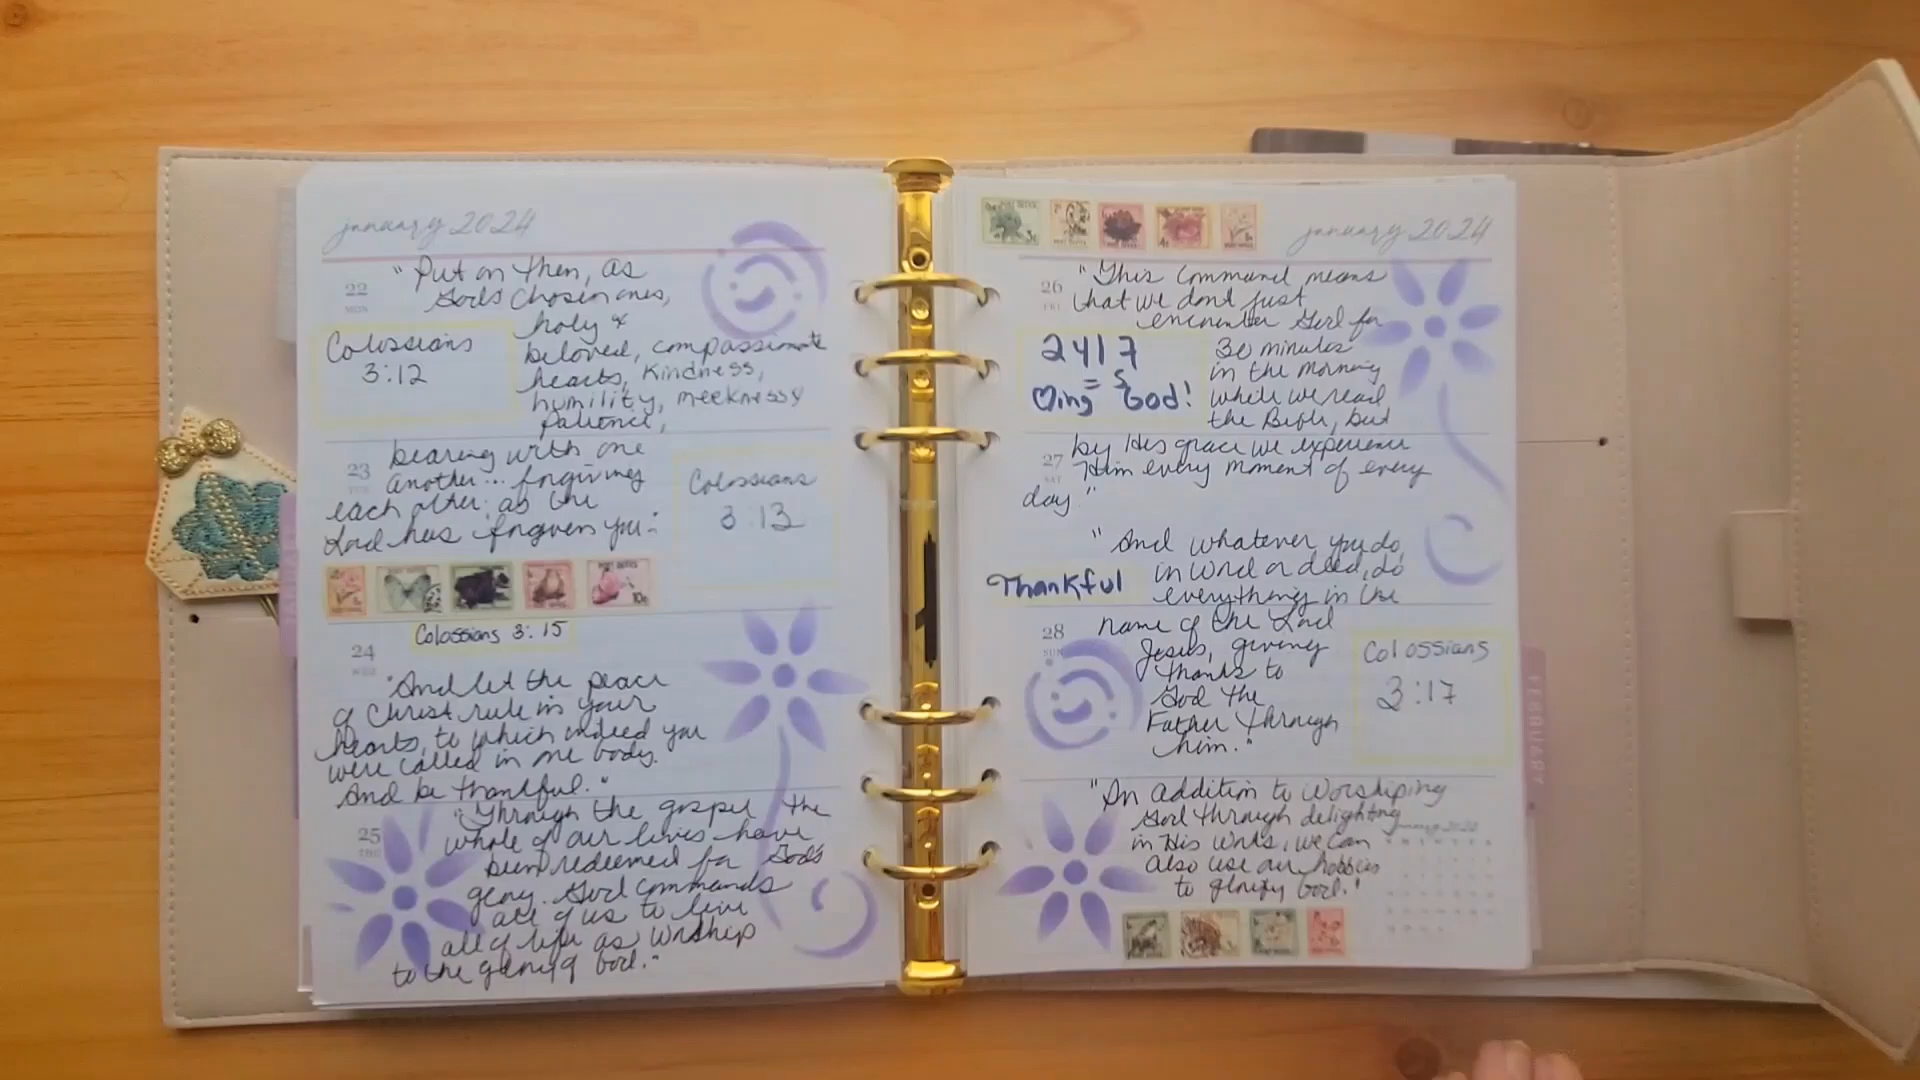 january 2024
22
MON
"Put on then, as
God's chosen ones,
holy &
beloved, compassionate
hearts, kindness,
humility, meekness &
patience,
Colossians
3:12
23
bearing with one
another... forgiving
each other; as the
Lord has forgiven you."
Colossians
3:13
Colossians 3:15
24
WED
"And let the peace
of Christ rule in your
hearts, to which indeed you
were called in one body.
And be thankful."
25
THU
"Through the gospel the
whole of our lives have
been redeemed for God's
glory. God commands
all of us to live
all of life as worship
to the glory of God."
january 2024
26
FRI
"This command means
that we don't just
encounter God for
30 minutes
in the morning
while we read
the Bible, but
24/7
♡ing = God!
27
SAT
by His grace we experience
Him every moment of every
day"
"And whatever you do,
in word or deed, do
everything in the
Thankful
28
SUN
name of the Lord
Jesus, giving
thanks to
God the
Father through
him."
Colossians
3:17
"In addition to worshiping
God through delighting
in His works, we can
also use our hobbies
to glorify God."
FEBRUARY